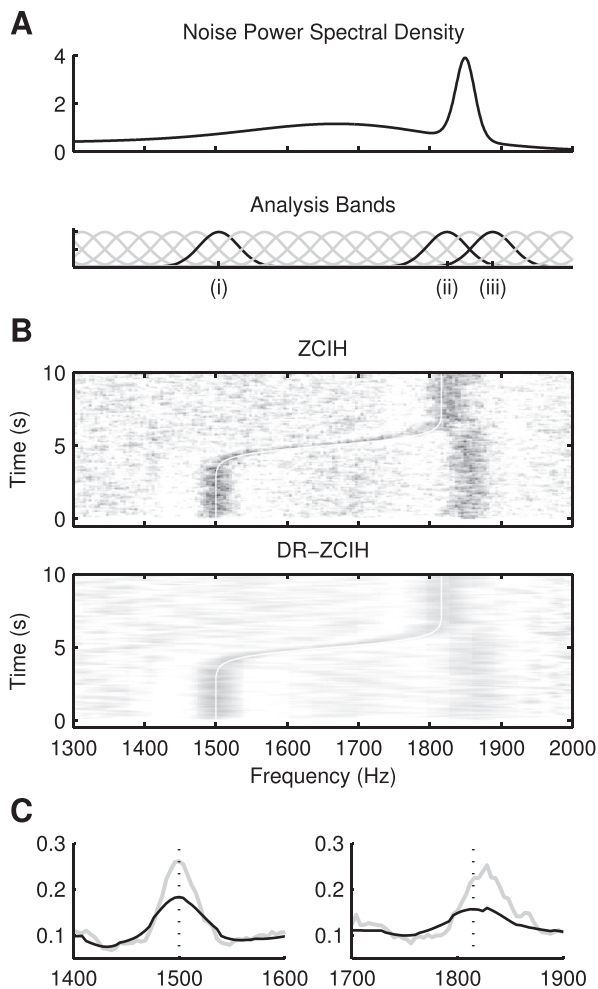 A
Noise Power Spectral Density
4
2
0
Analysis Bands
(i) (ii) (iii)
B
ZCIH
10
5
0
Time (s)
DR−ZCIH
10
5
0
Time (s)
1300 1400 1500 1600 1700 1800 1900 2000
Frequency (Hz)
C
0.3
0.2
0.1
1400 1500 1600
0.3
0.2
0.1
1700 1800 1900